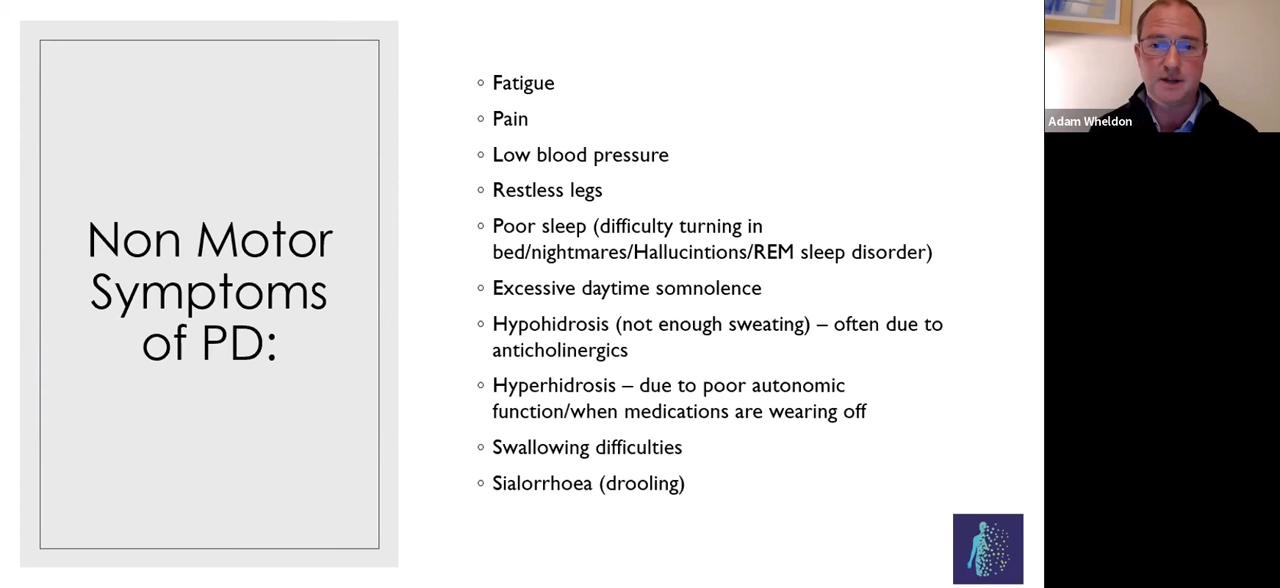 Non Motor
Symptoms
of PD:
◦ Fatigue
◦ Pain
◦ Low blood pressure
◦ Restless legs
◦ Poor sleep (difficulty turning in
bed/nightmares/Hallucintions/REM sleep disorder)
◦ Excessive daytime somnolence
◦ Hypohidrosis (not enough sweating) – often due to
anticholinergics
◦ Hyperhidrosis – due to poor autonomic
function/when medications are wearing off
◦ Swallowing difficulties
◦ Sialorrhoea (drooling)
Adam Wheldon